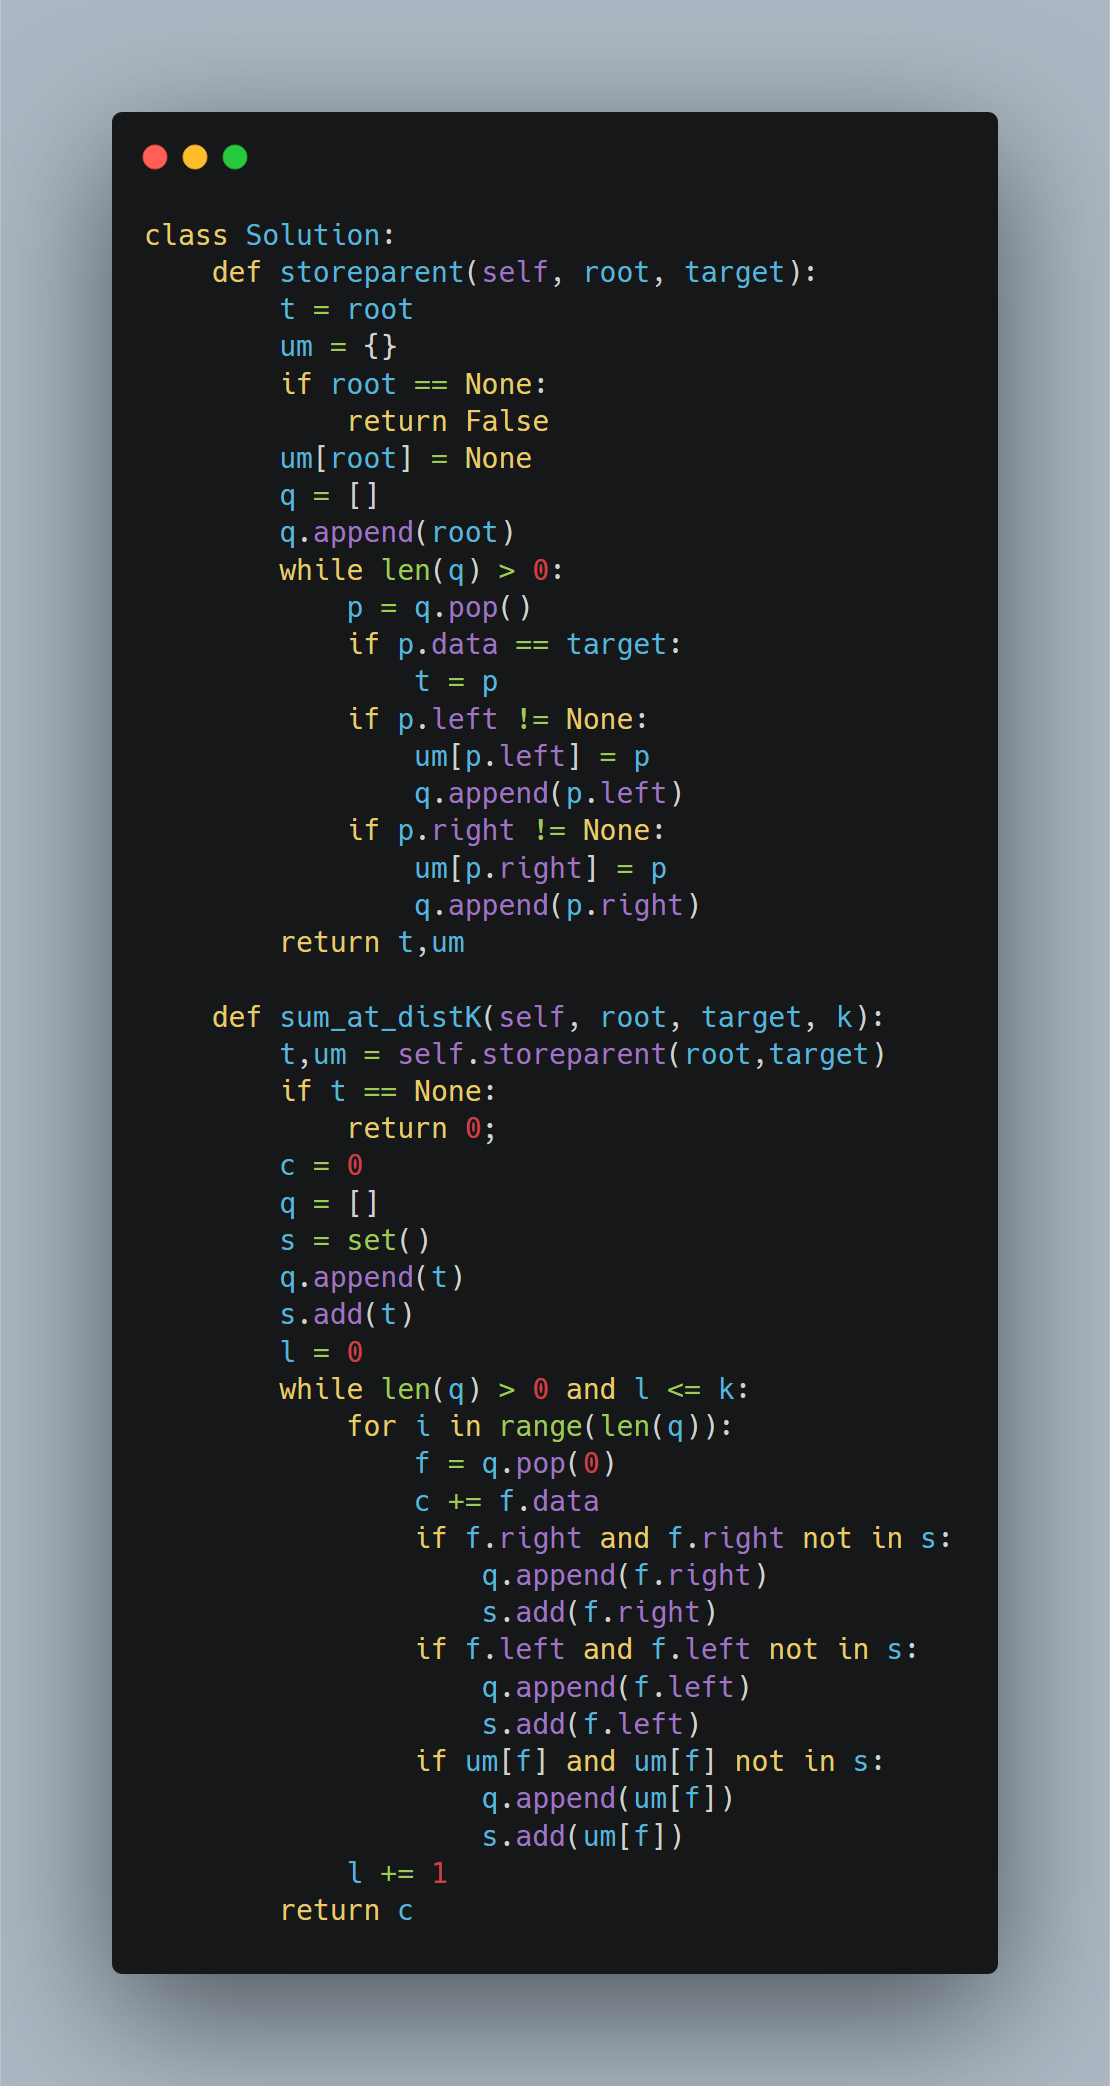 class Solution:
    def storeparent(self, root, target):
        t = root
        um = {}
        if root == None:
            return False
        um[root] = None
        q = []
        q.append(root)
        while len(q) > 0:
            p = q.pop()
            if p.data == target:
                t = p
            if p.left != None:
                um[p.left] = p
                q.append(p.left)
            if p.right != None:
                um[p.right] = p
                q.append(p.right)
        return t,um

    def sum_at_distK(self, root, target, k):
        t,um = self.storeparent(root,target)
        if t == None:
            return 0;
        c = 0
        q = []
        s = set()
        q.append(t)
        s.add(t)
        l = 0
        while len(q) > 0 and l <= k:
            for i in range(len(q)):
                f = q.pop(0)
                c += f.data
                if f.right and f.right not in s:
                    q.append(f.right)
                    s.add(f.right)
                if f.left and f.left not in s:
                    q.append(f.left)
                    s.add(f.left)
                if um[f] and um[f] not in s:
                    q.append(um[f])
                    s.add(um[f])
            l += 1
        return c